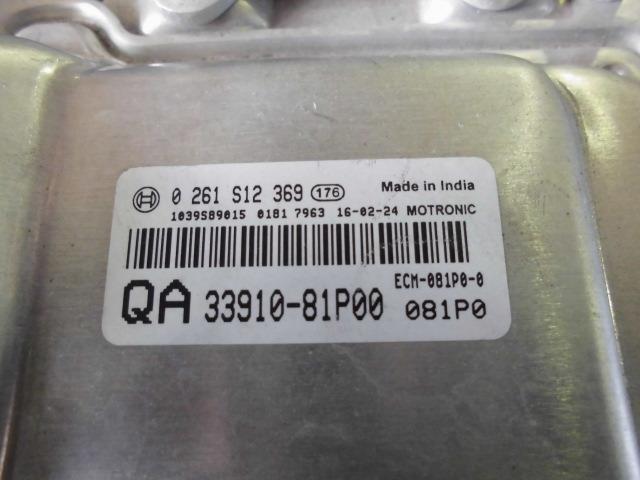 0 261 S12 369 176 Made in India
1039S89015 0181 7963 16-02-24 MOTRONIC
ECM-081P0-0
QA 33910-81P00 081P0